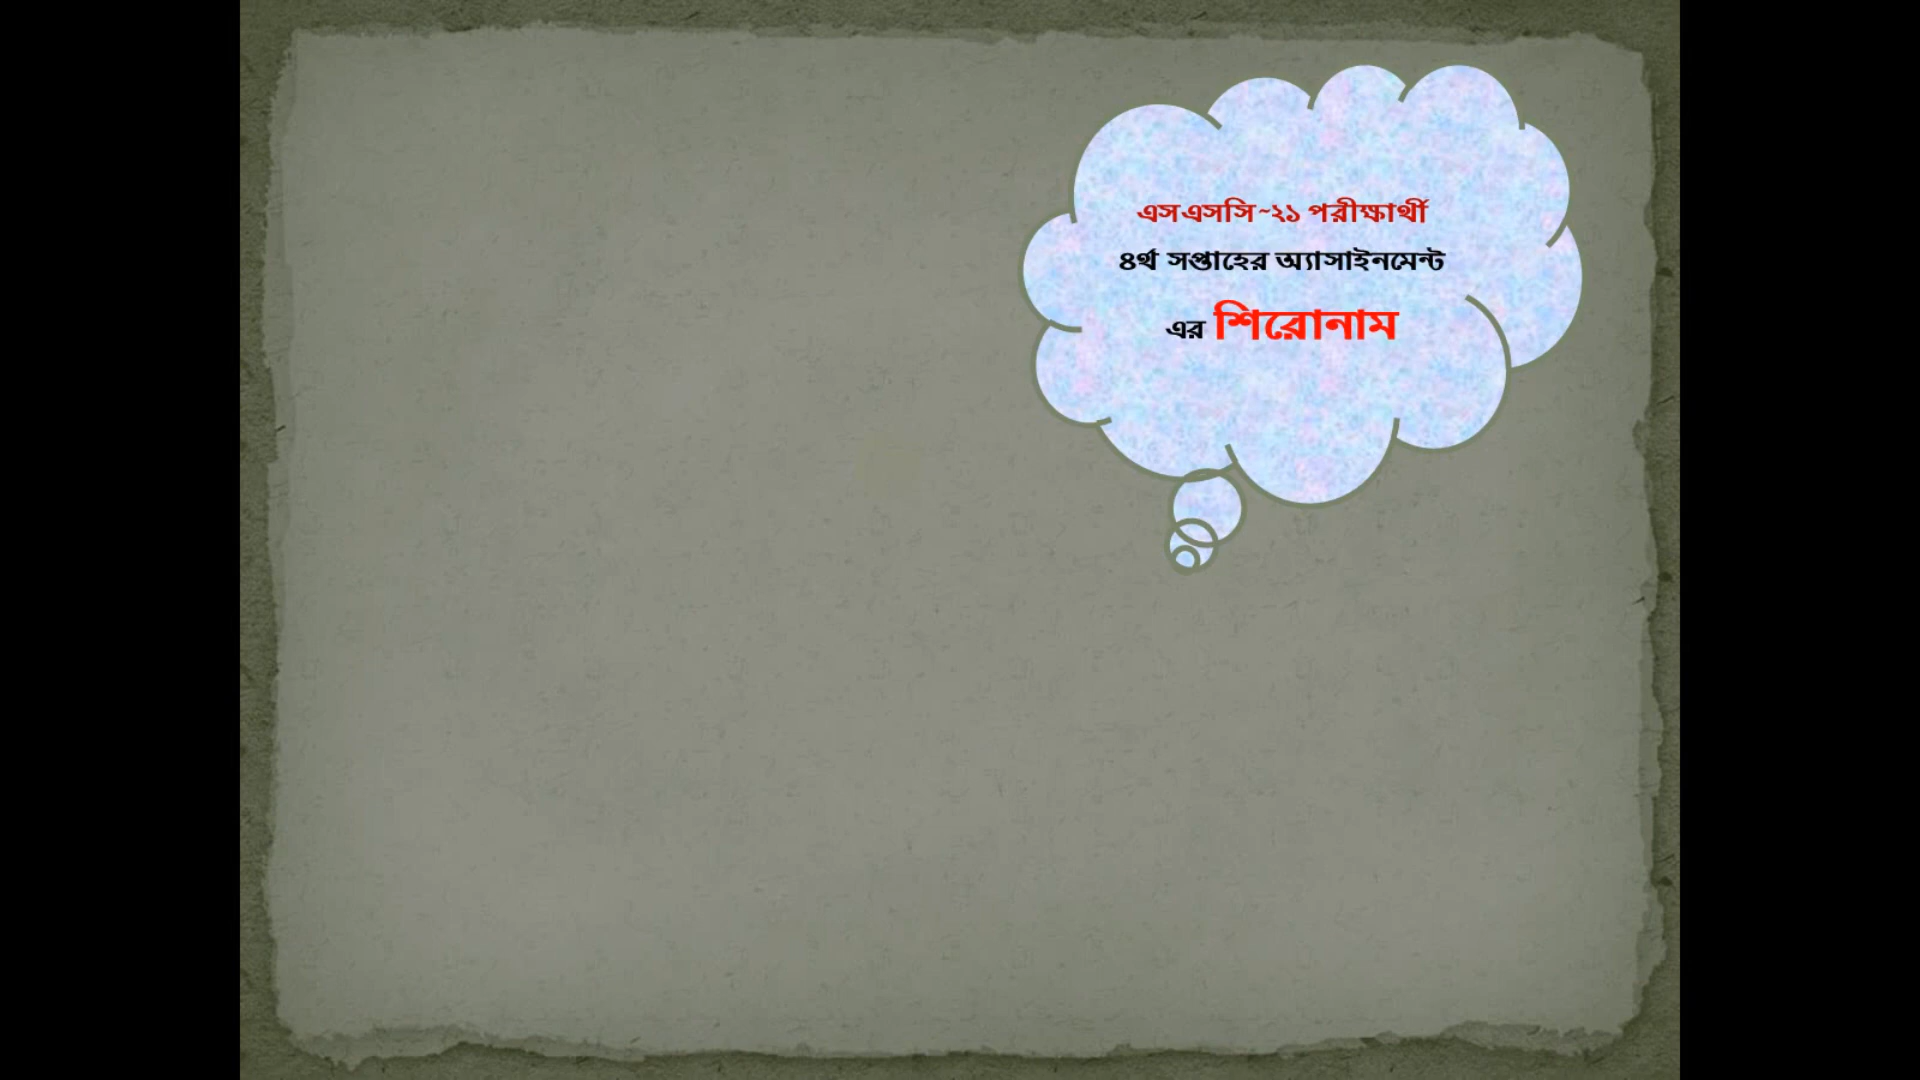 এসএসসি~২১ পরীক্ষার্থী
৪র্থ সপ্তাহের অ্যাসাইনমেন্ট
এর শিরোনাম